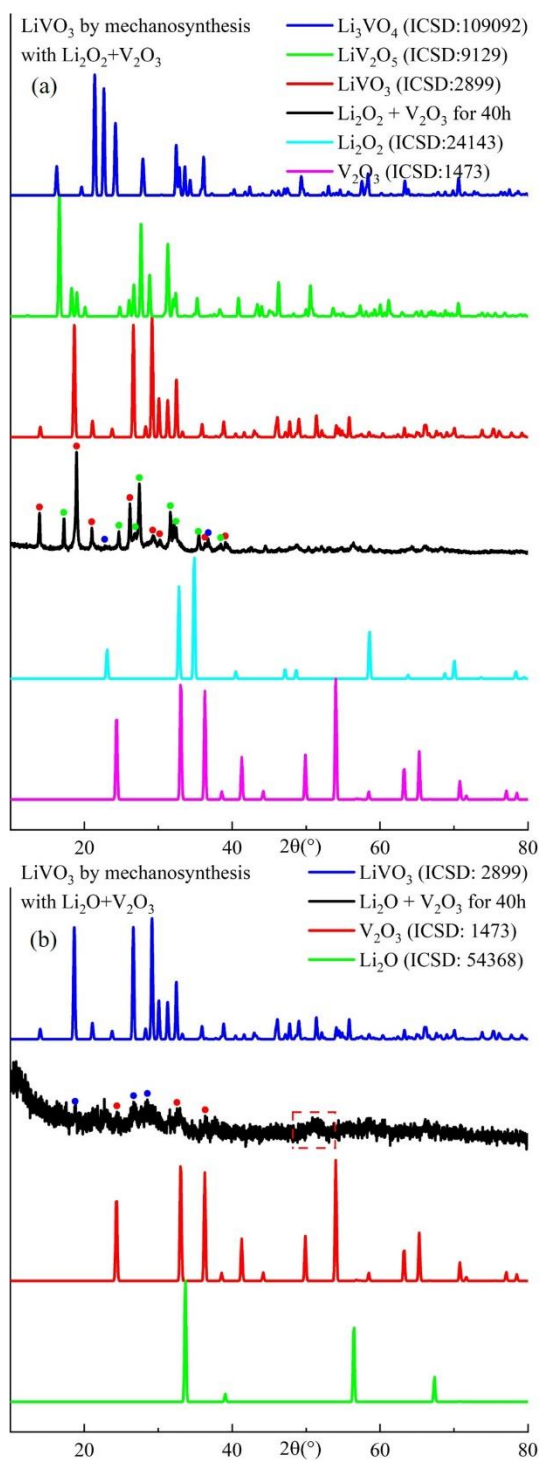 LiVO₃ by mechanosynthesis
with Li₂O₂+V₂O₃
(a)
Li₃VO₄ (ICSD:109092)
LiV₂O₅ (ICSD:9129)
LiVO₃ (ICSD:2899)
Li₂O₂ + V₂O₃ for 40h
Li₂O₂ (ICSD:24143)
V₂O₃ (ICSD:1473)
20 40 2θ(°) 60 80
LiVO₃ by mechanosynthesis
with Li₂O+V₂O₃
(b)
LiVO₃ (ICSD: 2899)
Li₂O + V₂O₃ for 40h
V₂O₃ (ICSD: 1473)
Li₂O (ICSD: 54368)
20 40 2θ(°) 60 80